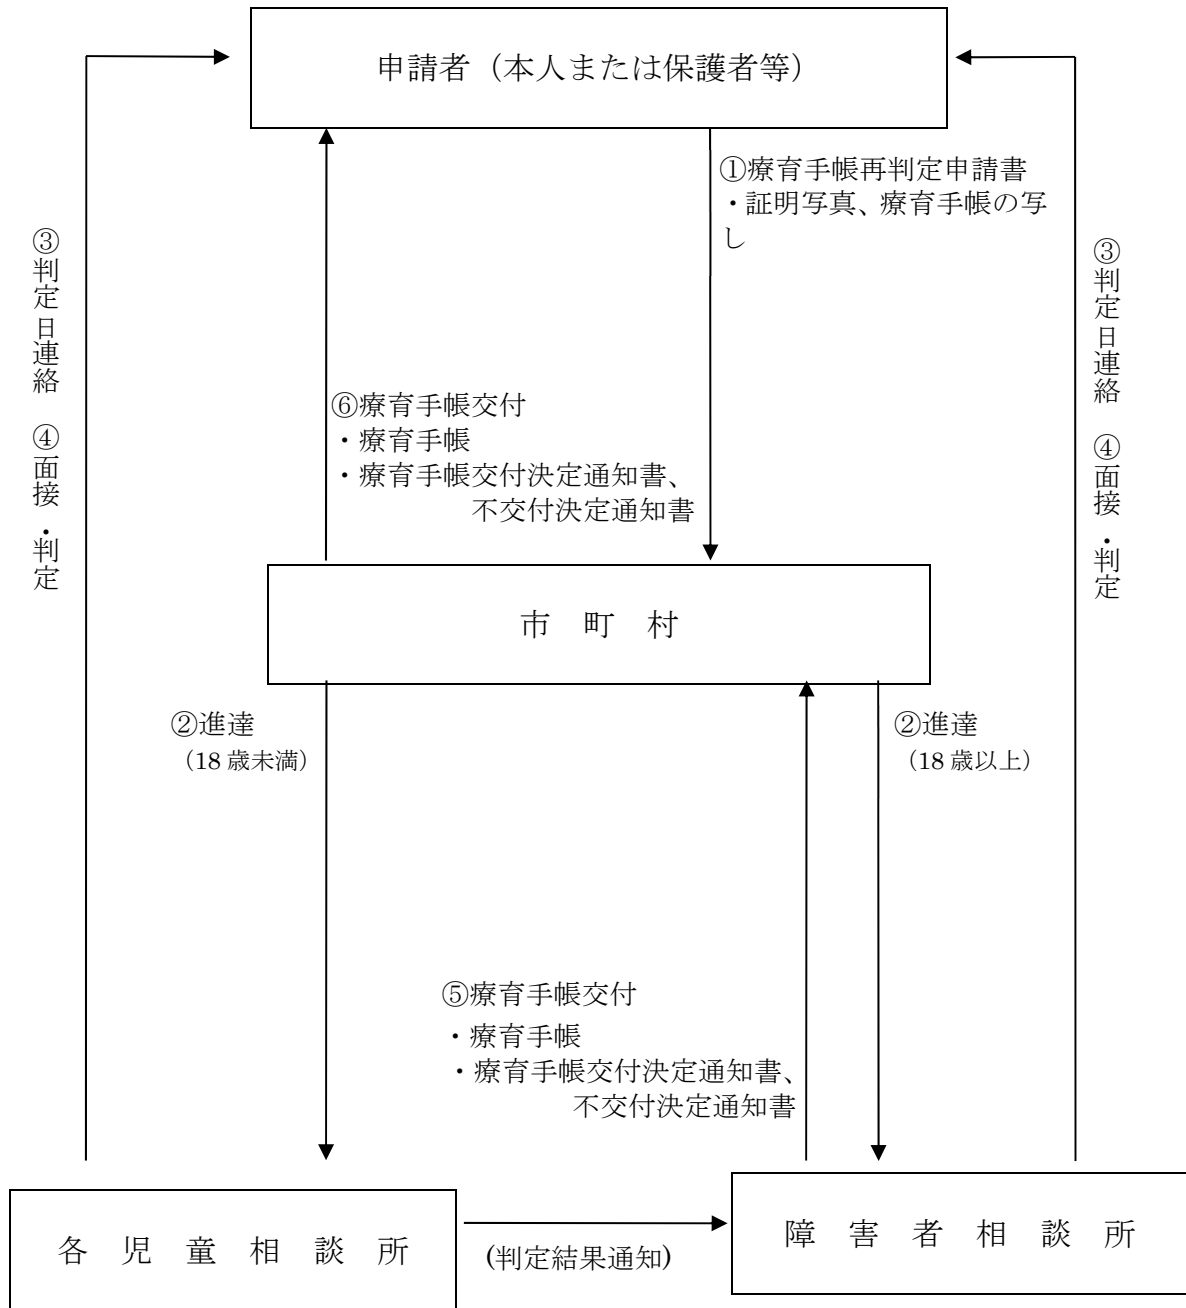 申請者（本人または保護者等）
①療育手帳再判定申請書
・証明写真、療育手帳の写
し
③判定日連絡　④面接・判定
③判定日連絡　④面接・判定
⑥療育手帳交付
・療育手帳
・療育手帳交付決定通知書、
不交付決定通知書
市　町　村
②進達
（18 歳未満）
②進達
（18 歳以上）
⑤療育手帳交付
・療育手帳
・療育手帳交付決定通知書、
不交付決定通知書
各　児　童　相　談　所
(判定結果通知)
障　害　者　相　談　所